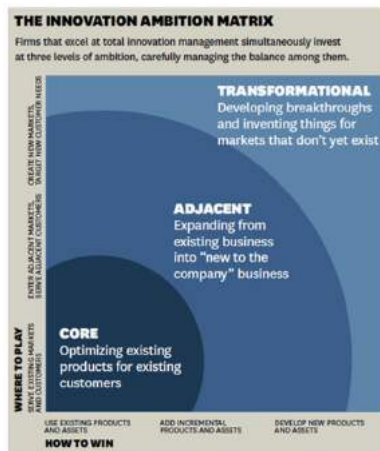 THE INNOVATION AMBITION MATRIX
Firms that excel at total innovation management simultaneously invest
at three levels of ambition, carefully managing the balance among them.
TRANSFORMATIONAL
Developing breakthroughs
and inventing things for
markets that don't yet exist
ADJACENT
Expanding from
existing business
into "new to the
company" business
CORE
Optimizing existing
products for existing
customers
WHERE TO PLAY
CREATE NEW MARKETS,
TARGET NEW CUSTOMER NEEDS
ENTER ADJACENT MARKETS,
SERVE ADJACENT CUSTOMERS
SERVE EXISTING MARKETS
AND CUSTOMERS
USE EXISTING PRODUCTS
AND ASSETS
ADD INCREMENTAL
PRODUCTS AND ASSETS
DEVELOP NEW PRODUCTS
AND ASSETS
HOW TO WIN